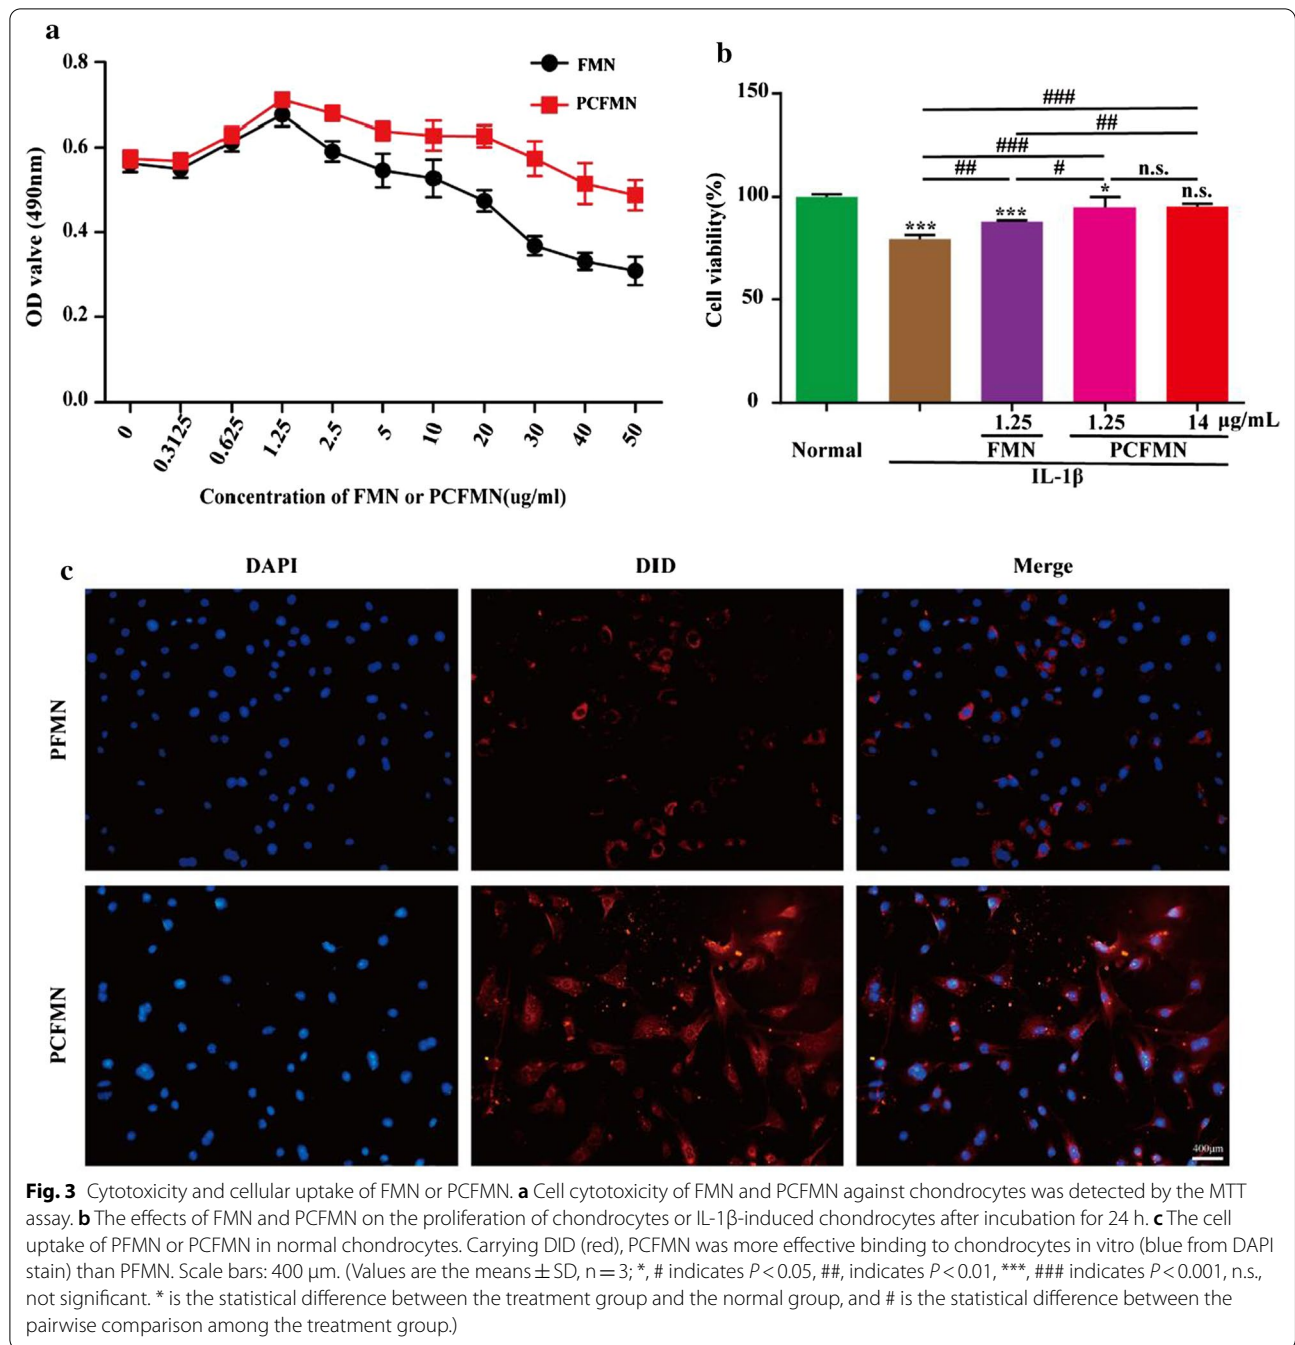 a
0.8
0.6
0.4
0.2
0.0
OD valve (490nm)
FMN
PCFMN
0
0.3125
0.625
1.25
2.5
5
10
20
30
40
50
Concentration of FMN or PCFMN(ug/ml)
b
150
100
50
0
Cell viability(%)
###
##
###
##
#
n.s.
***
***
*
n.s.
1.25
1.25
14 μg/mL
Normal
FMN
PCFMN
IL-1β
c
DAPI
DID
Merge
PFMN
PCFMN
400μm
Fig. 3 Cytotoxicity and cellular uptake of FMN or PCFMN. a Cell cytotoxicity of FMN and PCFMN against chondrocytes was detected by the MTT
assay. b The effects of FMN and PCFMN on the proliferation of chondrocytes or IL-1β-induced chondrocytes after incubation for 24 h. c The cell
uptake of PFMN or PCFMN in normal chondrocytes. Carrying DID (red), PCFMN was more effective binding to chondrocytes in vitro (blue from DAPI
stain) than PFMN. Scale bars: 400 μm. (Values are the means ± SD, n = 3; *, # indicates P < 0.05, ##, indicates P < 0.01, ***, ### indicates P < 0.001, n.s.,
not significant. * is the statistical difference between the treatment group and the normal group, and # is the statistical difference between the
pairwise comparison among the treatment group.)